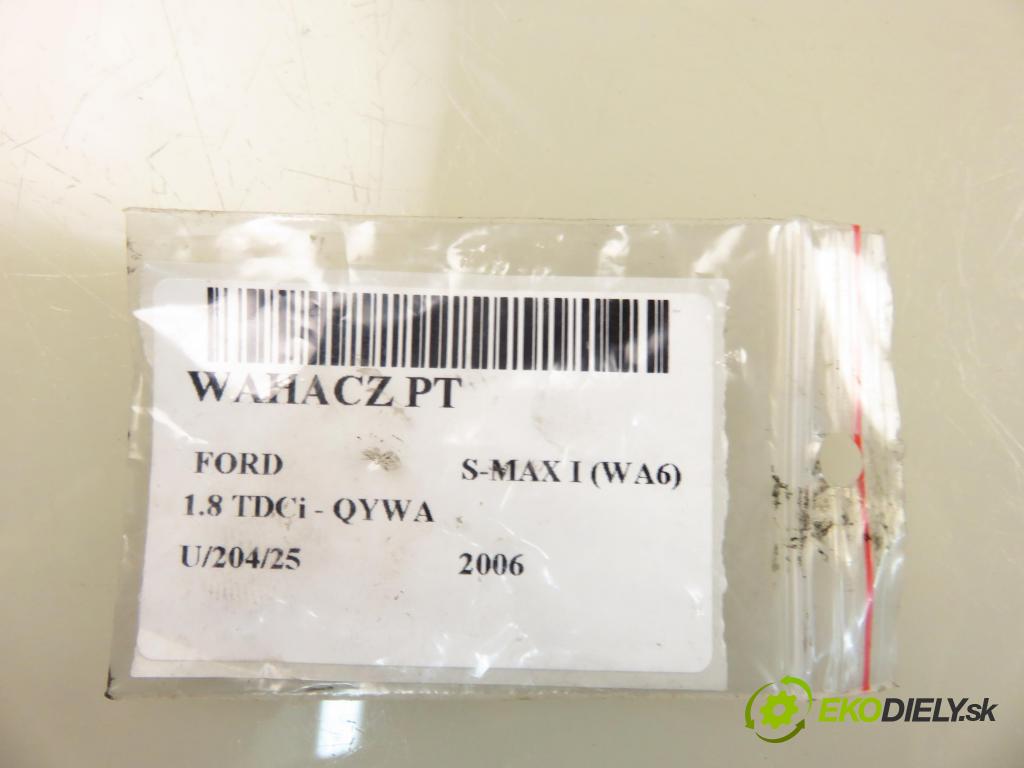 WAHACZ PT
FORD S-MAX I (WA6)
1.8 TDCi - QYWA
U/204/25 2006
EKODIELY.sk